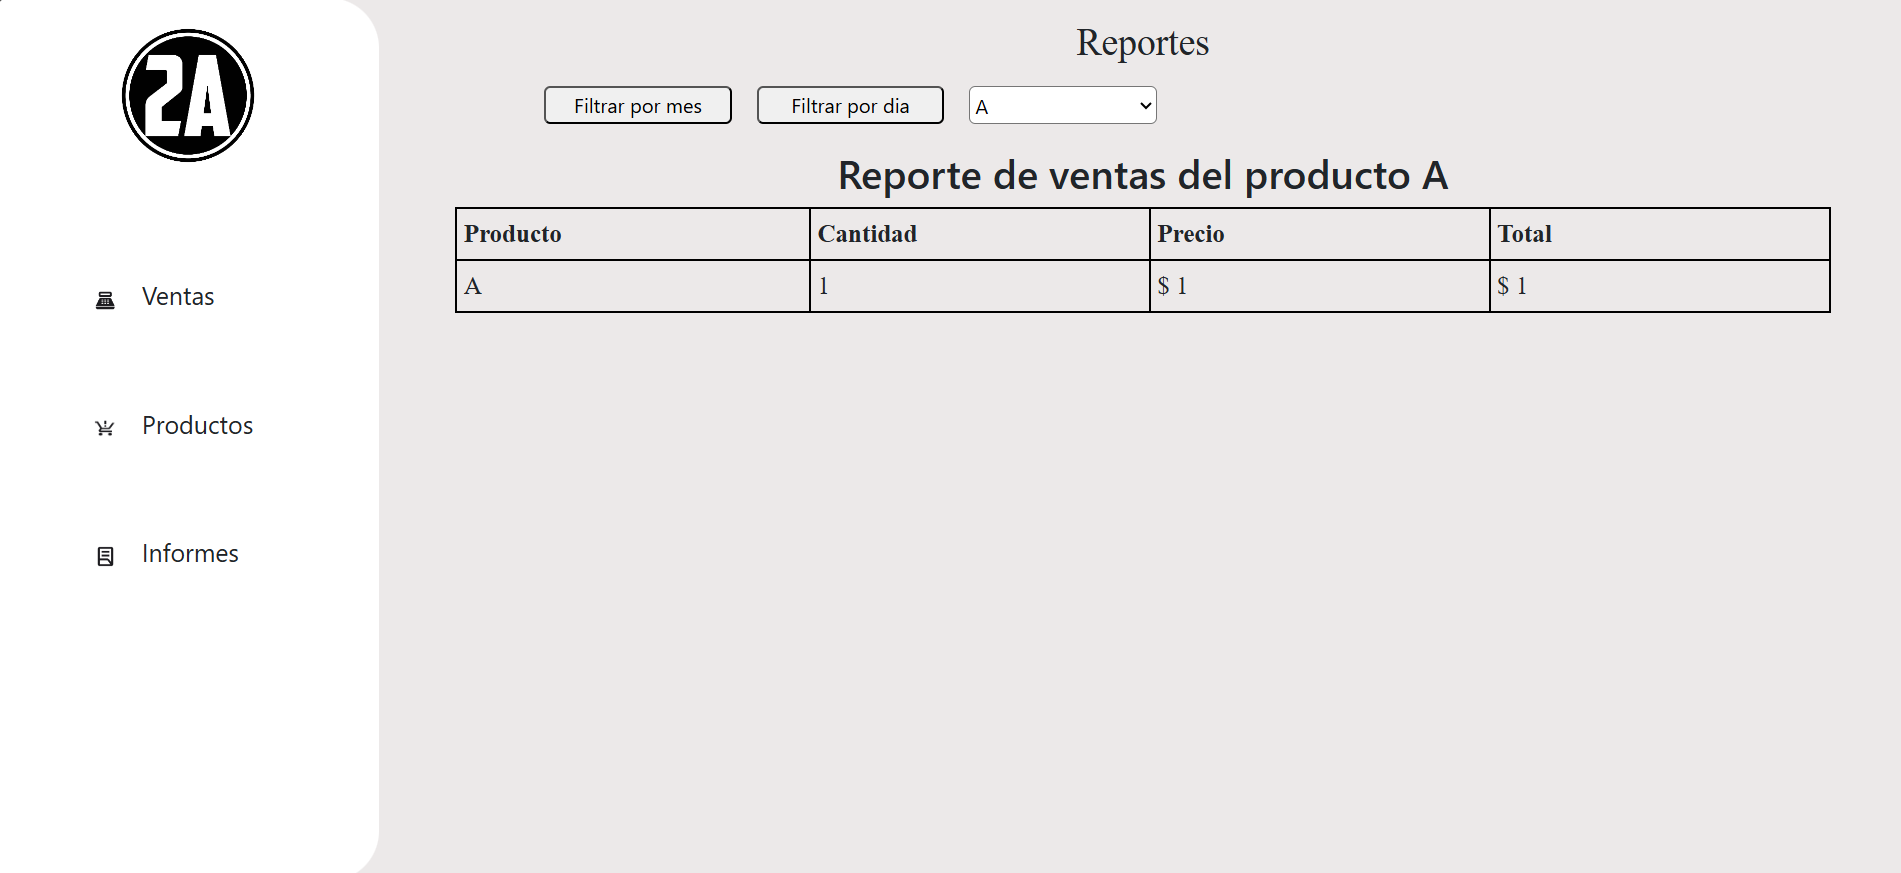 2A
Reportes
Filtrar por mes Filtrar por dia A
Reporte de ventas del producto A
Producto Cantidad Precio Total
A 1 $ 1 $ 1
Ventas
Productos
Informes